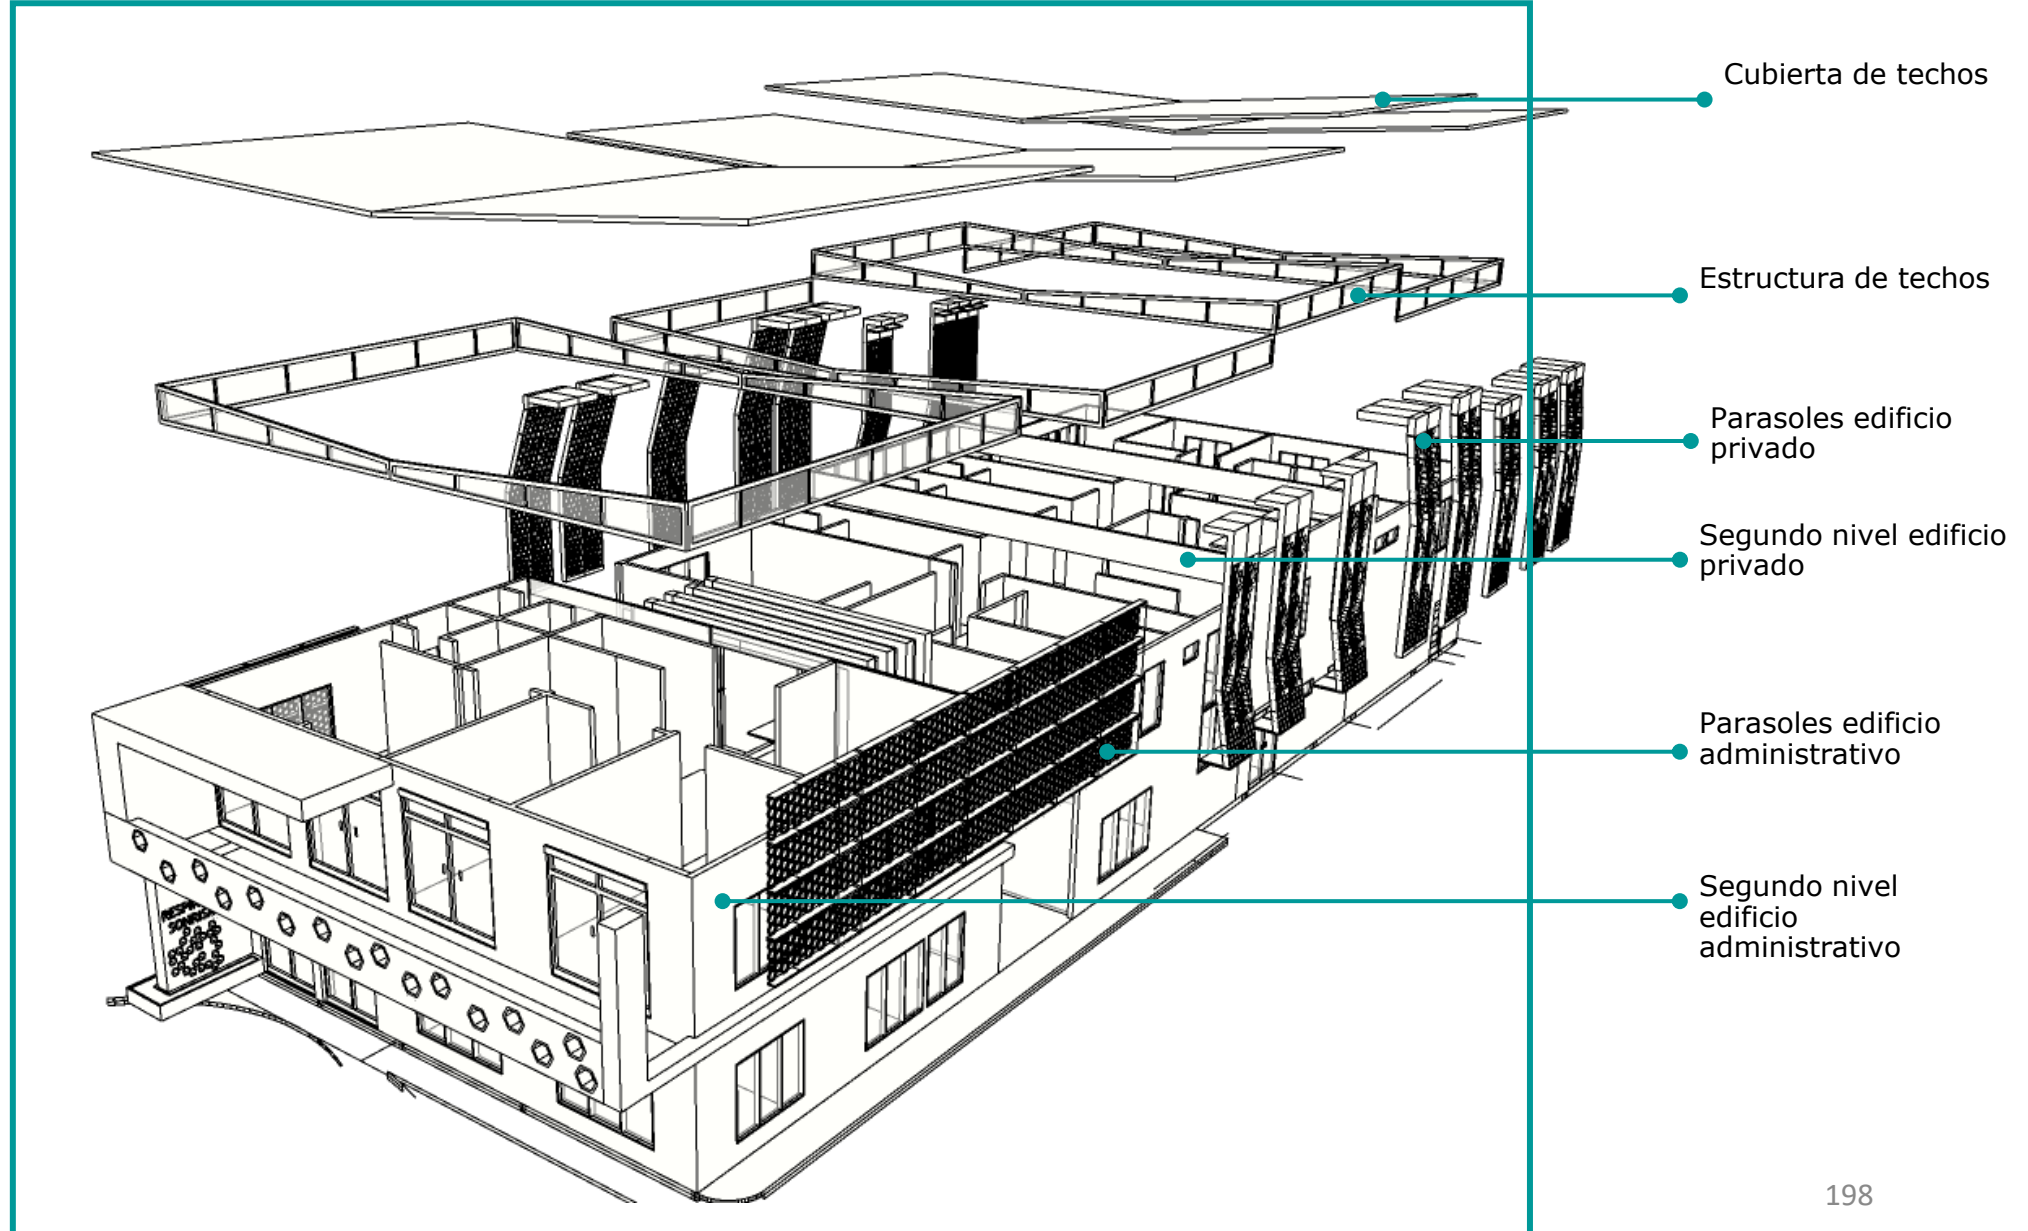 Cubierta de techos
Estructura de techos
Parasoles edificio
privado
Segundo nivel edificio
privado
Parasoles edificio
administrativo
Segundo nivel
edificio
administrativo
198